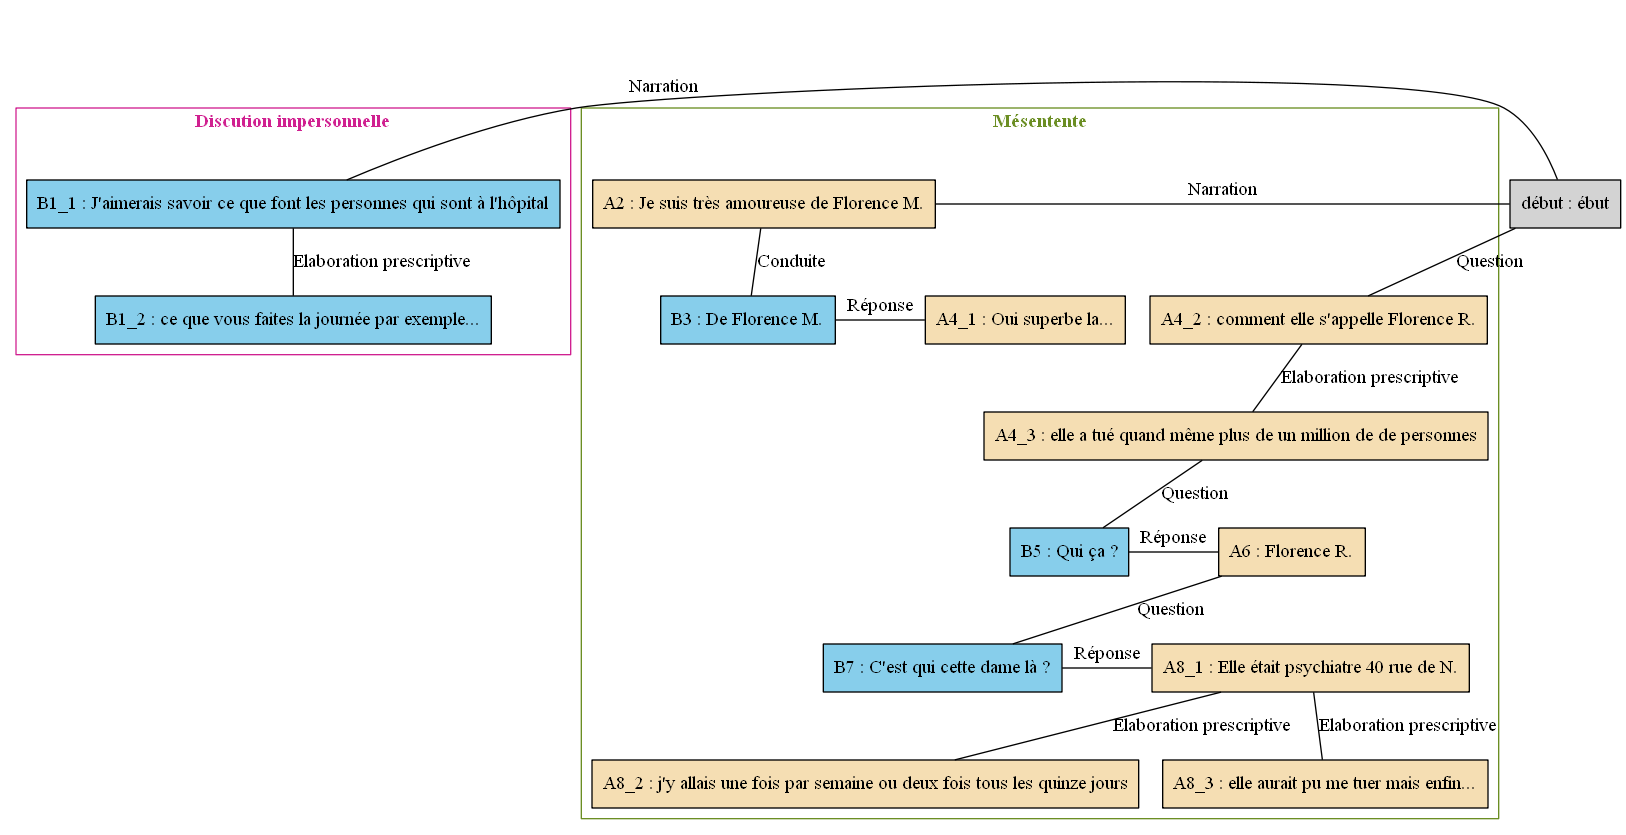 Narration
Discution impersonnelle
Mésentente
B1_1 : J'aimerais savoir ce que font les personnes qui sont à l'hôpital
A2 : Je suis très amoureuse de Florence M.
Narration
début : ébut
Elaboration prescriptive
Conduite
Question
B1_2 : ce que vous faites la journée par exemple...
B3 : De Florence M.
Réponse
A4_1 : Oui superbe la...
A4_2 : comment elle s'appelle Florence R.
Elaboration prescriptive
A4_3 : elle a tué quand même plus de un million de de personnes
Question
B5 : Qui ça ?
Réponse
A6 : Florence R.
Question
B7 : C'est qui cette dame là ?
Réponse
A8_1 : Elle était psychiatre 40 rue de N.
Elaboration prescriptive
Elaboration prescriptive
A8_2 : j'y allais une fois par semaine ou deux fois tous les quinze jours
A8_3 : elle aurait pu me tuer mais enfin...